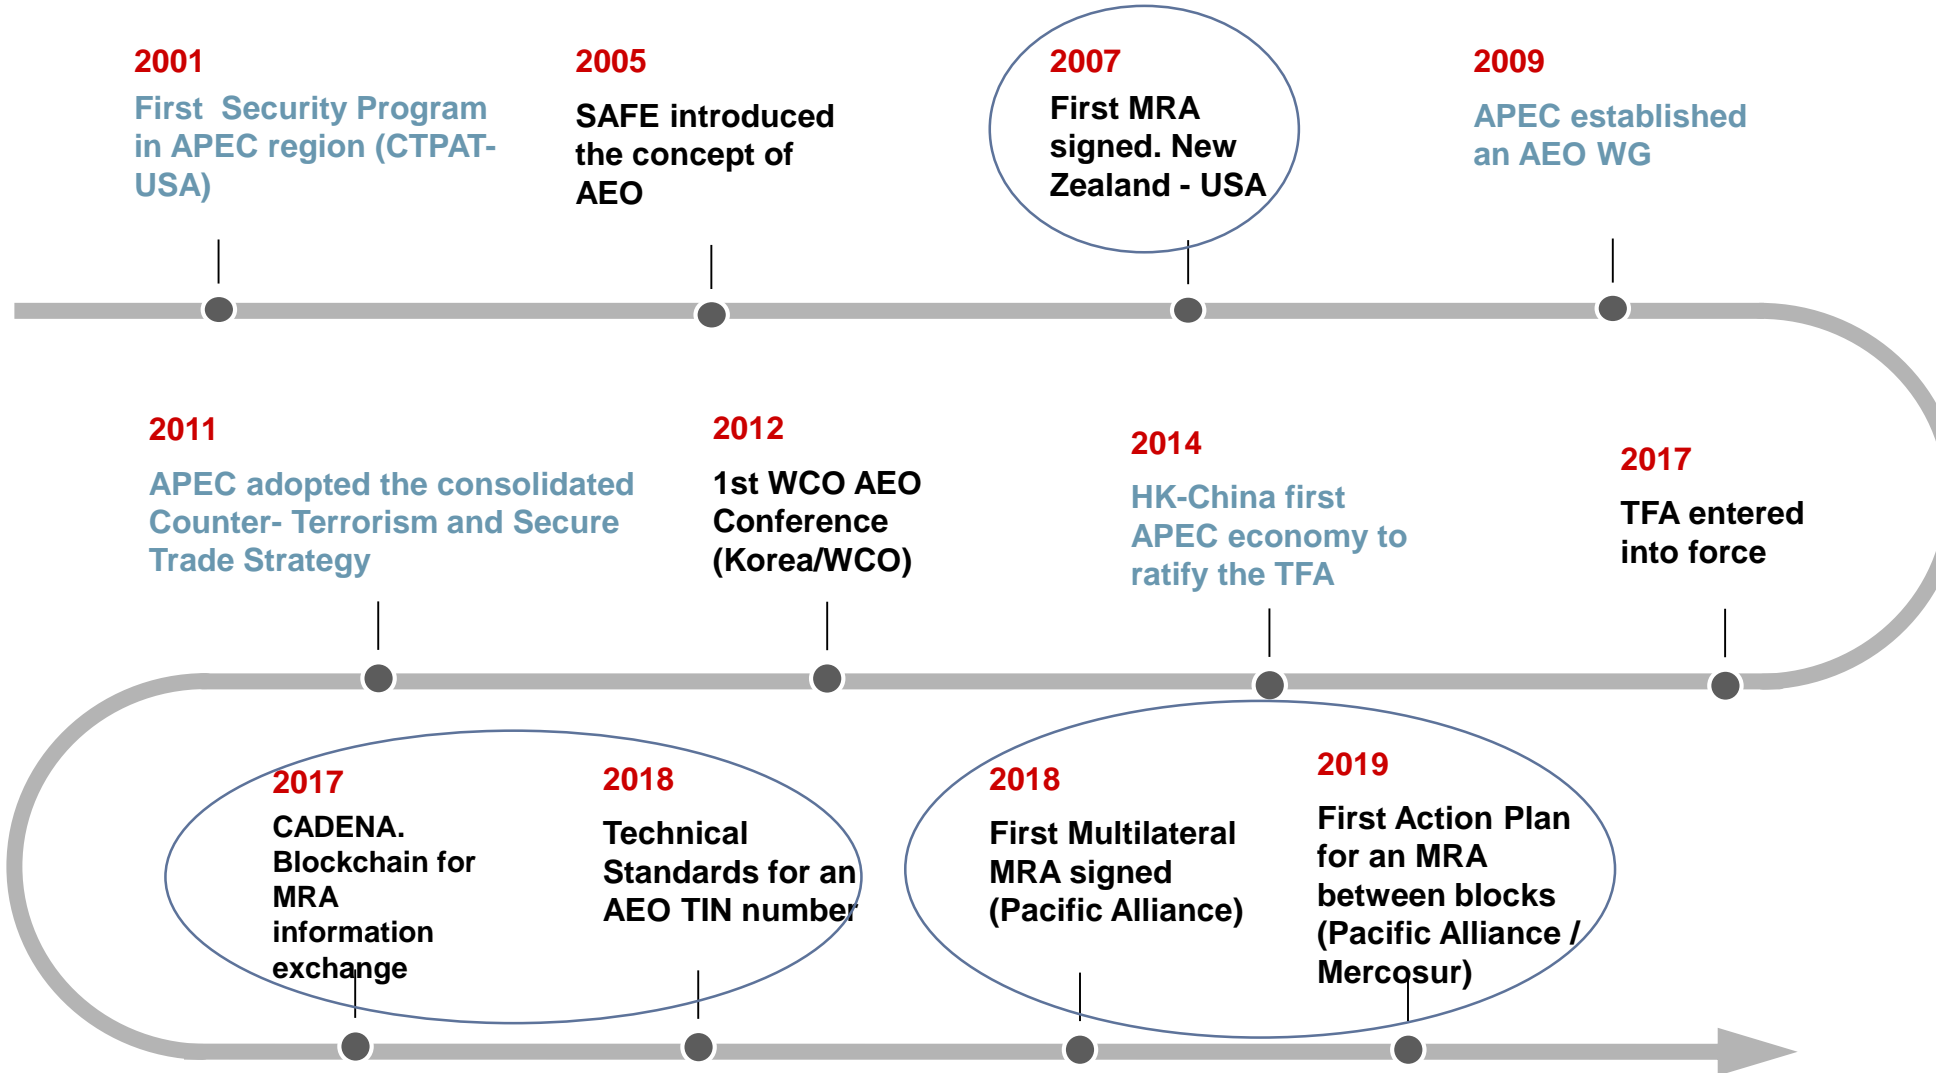 2001
First Security Program
in APEC region (CTPAT-
USA)
2005
SAFE introduced
the concept of
AEO
2007
First MRA
signed. New
Zealand - USA
2009
APEC established
an AEO WG
2011
APEC adopted the consolidated
Counter- Terrorism and Secure
Trade Strategy
2012
1st WCO AEO
Conference
(Korea/WCO)
2014
HK-China first
APEC economy to
ratify the TFA
2017
TFA entered
into force
2017
CADENA.
Blockchain for
MRA
information
exchange
2018
Technical
Standards for an
AEO TIN number
2018
First Multilateral
MRA signed
(Pacific Alliance)
2019
First Action Plan
for an MRA
between blocks
(Pacific Alliance /
Mercosur)